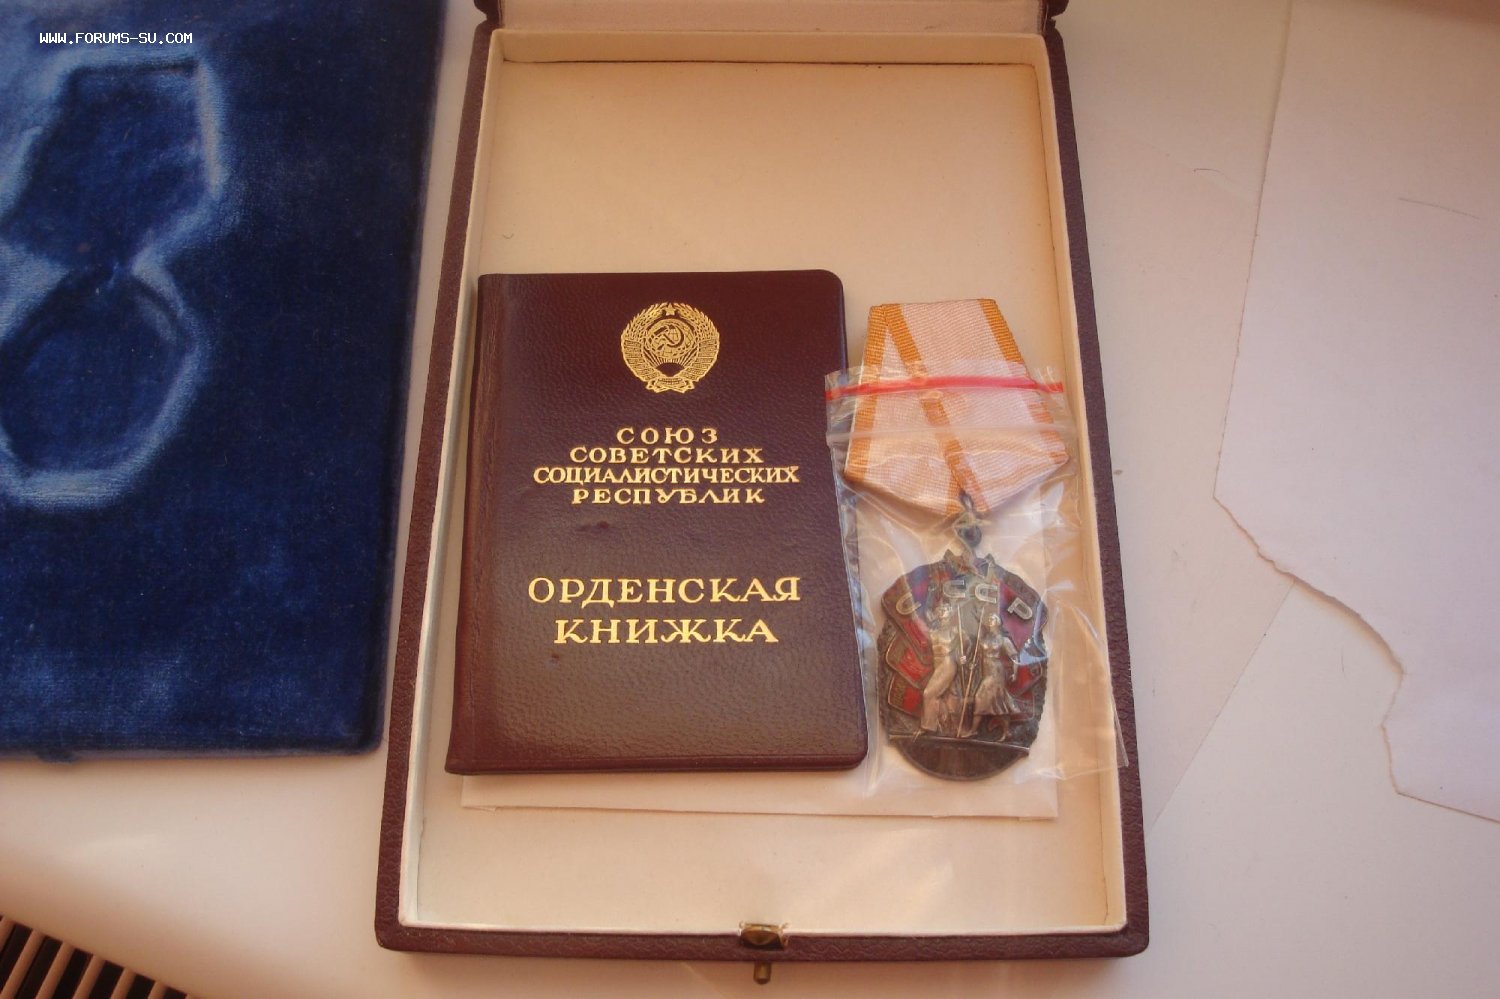 WWW.FORUMS-SU.COM
СОЮЗ
СОВЕТСКИХ
СОЦИАЛИСТИЧЕСКИХ
РЕСПУБЛИК
ОРДЕНСКАЯ
КНИЖКА
СССР